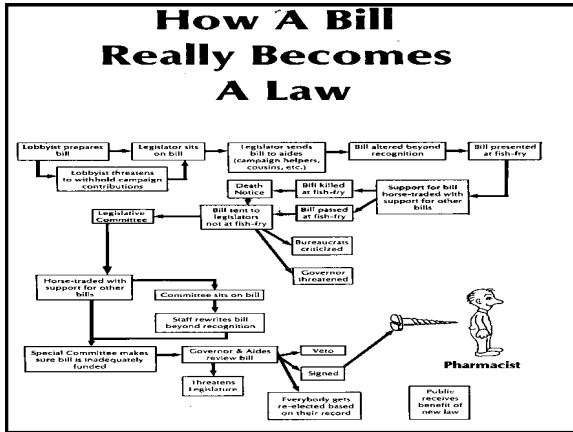 How A Bill
Really Becomes
A Law
Lobbyist prepares
bill
Legislator sits
on bill
Legislator sends
bill to aides
(campaign helpers,
cousins, etc.)
Bill altered beyond
recognition
Bill presented
at fish-fry
Lobbyist threatens
to withhold campaign
contributions
Death
Notice
Bill killed
at fish-fry
Support for bill
horse-traded with
support for other
bills
Legislative
Committee
Bill sent to
legislators
not at fish-fry
Bill passed
at fish-fry
Bureaucrats
criticized
Governor
threatened
Horse-traded with
support for other
bills
Committee sits on bill
Staff rewrites bill
beyond recognition
Special Committee makes
sure bill is inadequately
funded
Governor & Aides
review bill
Veto
Signed
Threatens
Legislature
Everybody gets
re-elected based
on their record
Pharmacist
Public
receives
benefit of
new law